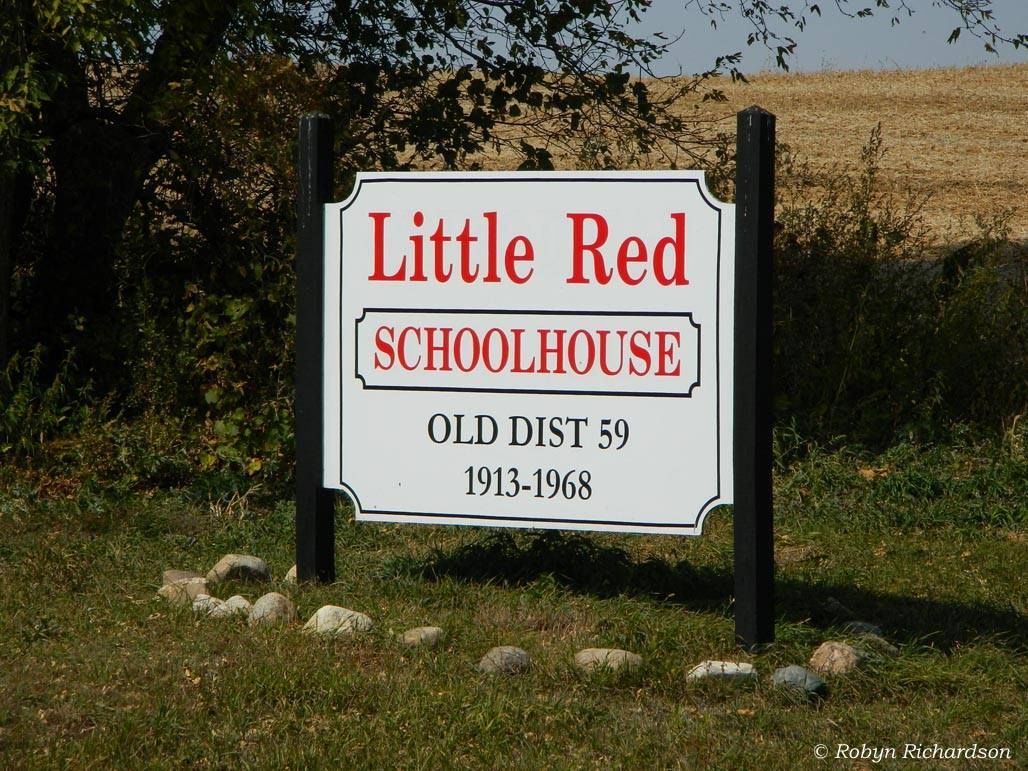 Little Red
SCHOOLHOUSE
OLD DIST 59
1913-1968
© Robyn Richardson